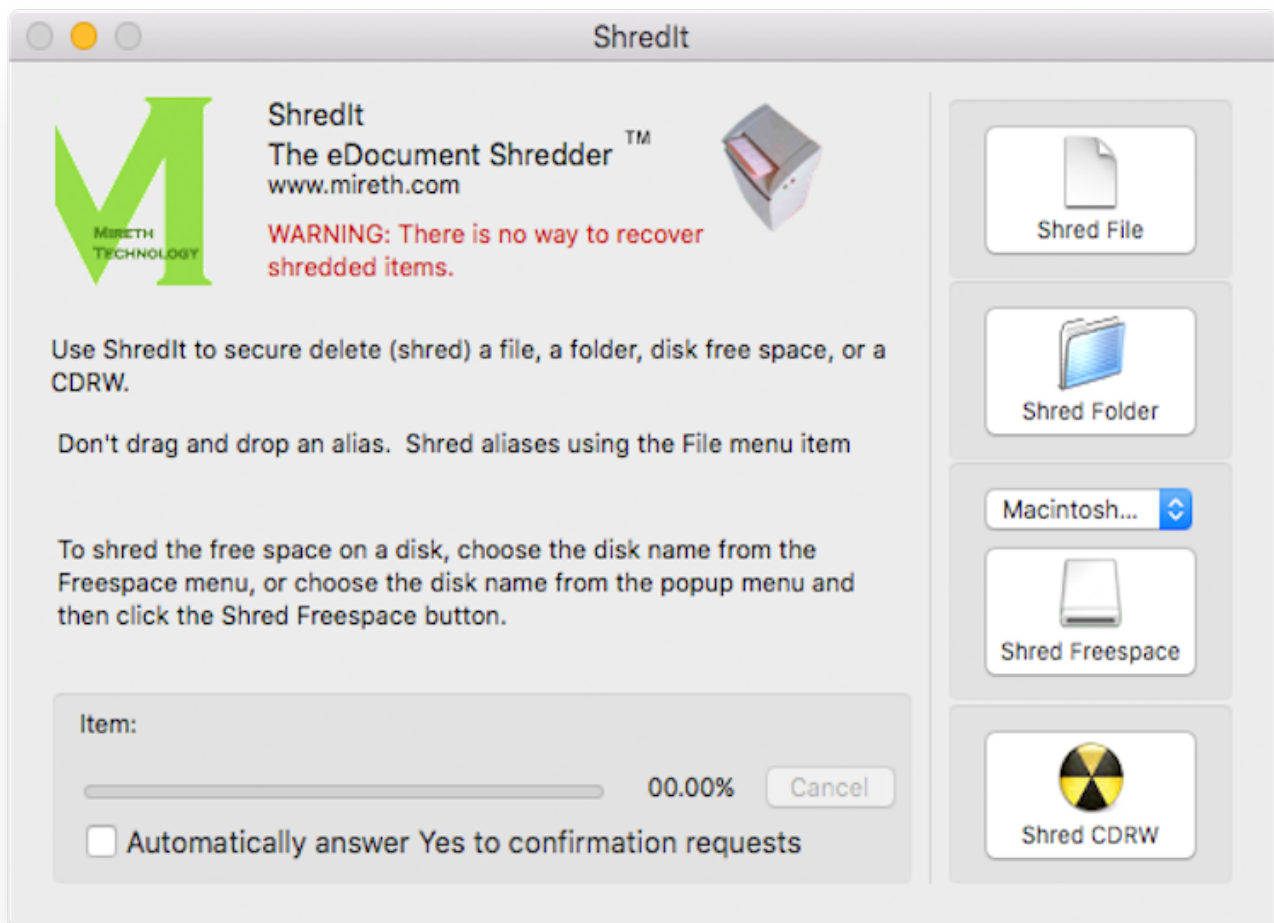 ShredIt
MIRETH
TECHNOLOGY
ShredIt
The eDocument Shredder ™
www.mireth.com
WARNING: There is no way to recover
shredded items.
Use ShredIt to secure delete (shred) a file, a folder, disk free space, or a
CDRW.
Don't drag and drop an alias.  Shred aliases using the File menu item
To shred the free space on a disk, choose the disk name from the
Freespace menu, or choose the disk name from the popup menu and
then click the Shred Freespace button.
Item:
00.00%
Cancel
Automatically answer Yes to confirmation requests
Shred File
Shred Folder
Macintosh...
Shred Freespace
Shred CDRW